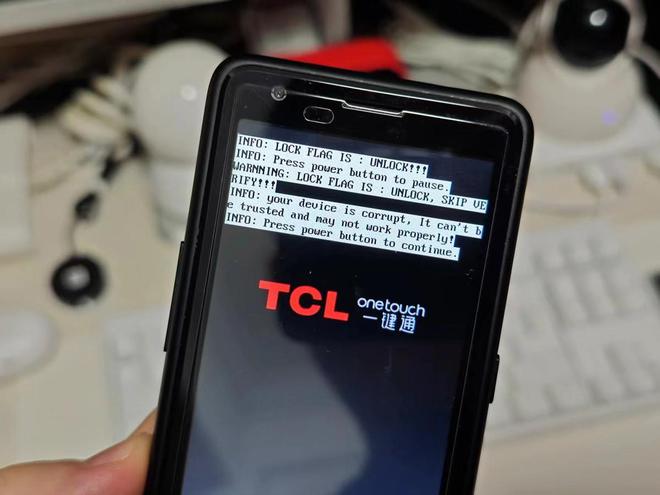 INFO: LOCK FLAG IS : UNLOCK!!!
INFO: Press power button to pause.
WARNNING: LOCK FLAG IS : UNLOCK, SKIP VE
RIFY!!!
INFO: your device is corrupt, It can't b
e trusted and may not work properly!
INFO: Press power button to continue.
TCL onetouch
一键通